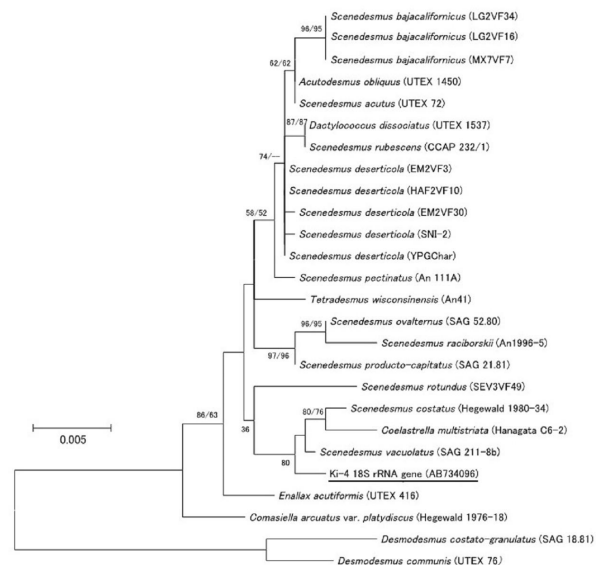 96/95
Scenedesmus bajacalifornicus (LG2VF34)
Scenedesmus bajacalifornicus (LG2VF16)
Scenedesmus bajacalifornicus (MX7VF7)
62/62
Acutodesmus obliquus (UTEX 1450)
Scenedesmus acutus (UTEX 72)
87/87
Dactylococcus dissociatus (UTEX 1537)
Scenedesmus rubescens (CCAP 232/1)
74/—
Scenedesmus deserticola (EM2VF3)
Scenedesmus deserticola (HAF2VF10)
Scenedesmus deserticola (EM2VF30)
58/52
Scenedesmus deserticola (SNI-2)
Scenedesmus deserticola (YPGChar)
Scenedesmus pectinatus (An 111A)
Tetradesmus wisconsinensis (An41)
96/95
Scenedesmus ovalternus (SAG 52.80)
Scenedesmus raciborskii (An1996-5)
97/96
Scenedesmus producto-capitatus (SAG 21.81)
Scenedesmus rotundus (SEV3VF49)
86/63
80/76
Scenedesmus costatus (Hegewald 1980-34)
36
Coelastrella multistriata (Hanagata C6-2)
0.005
Scenedesmus vacuolatus (SAG 211-8b)
80
Ki-4 18S rRNA gene (AB734096)
Enallax acutiformis (UTEX 416)
Comasiella arcuatus var. platydiscus (Hegewald 1976-18)
Desmodesmus costato-granulatus (SAG 18.81)
Desmodesmus communis (UTEX 76)